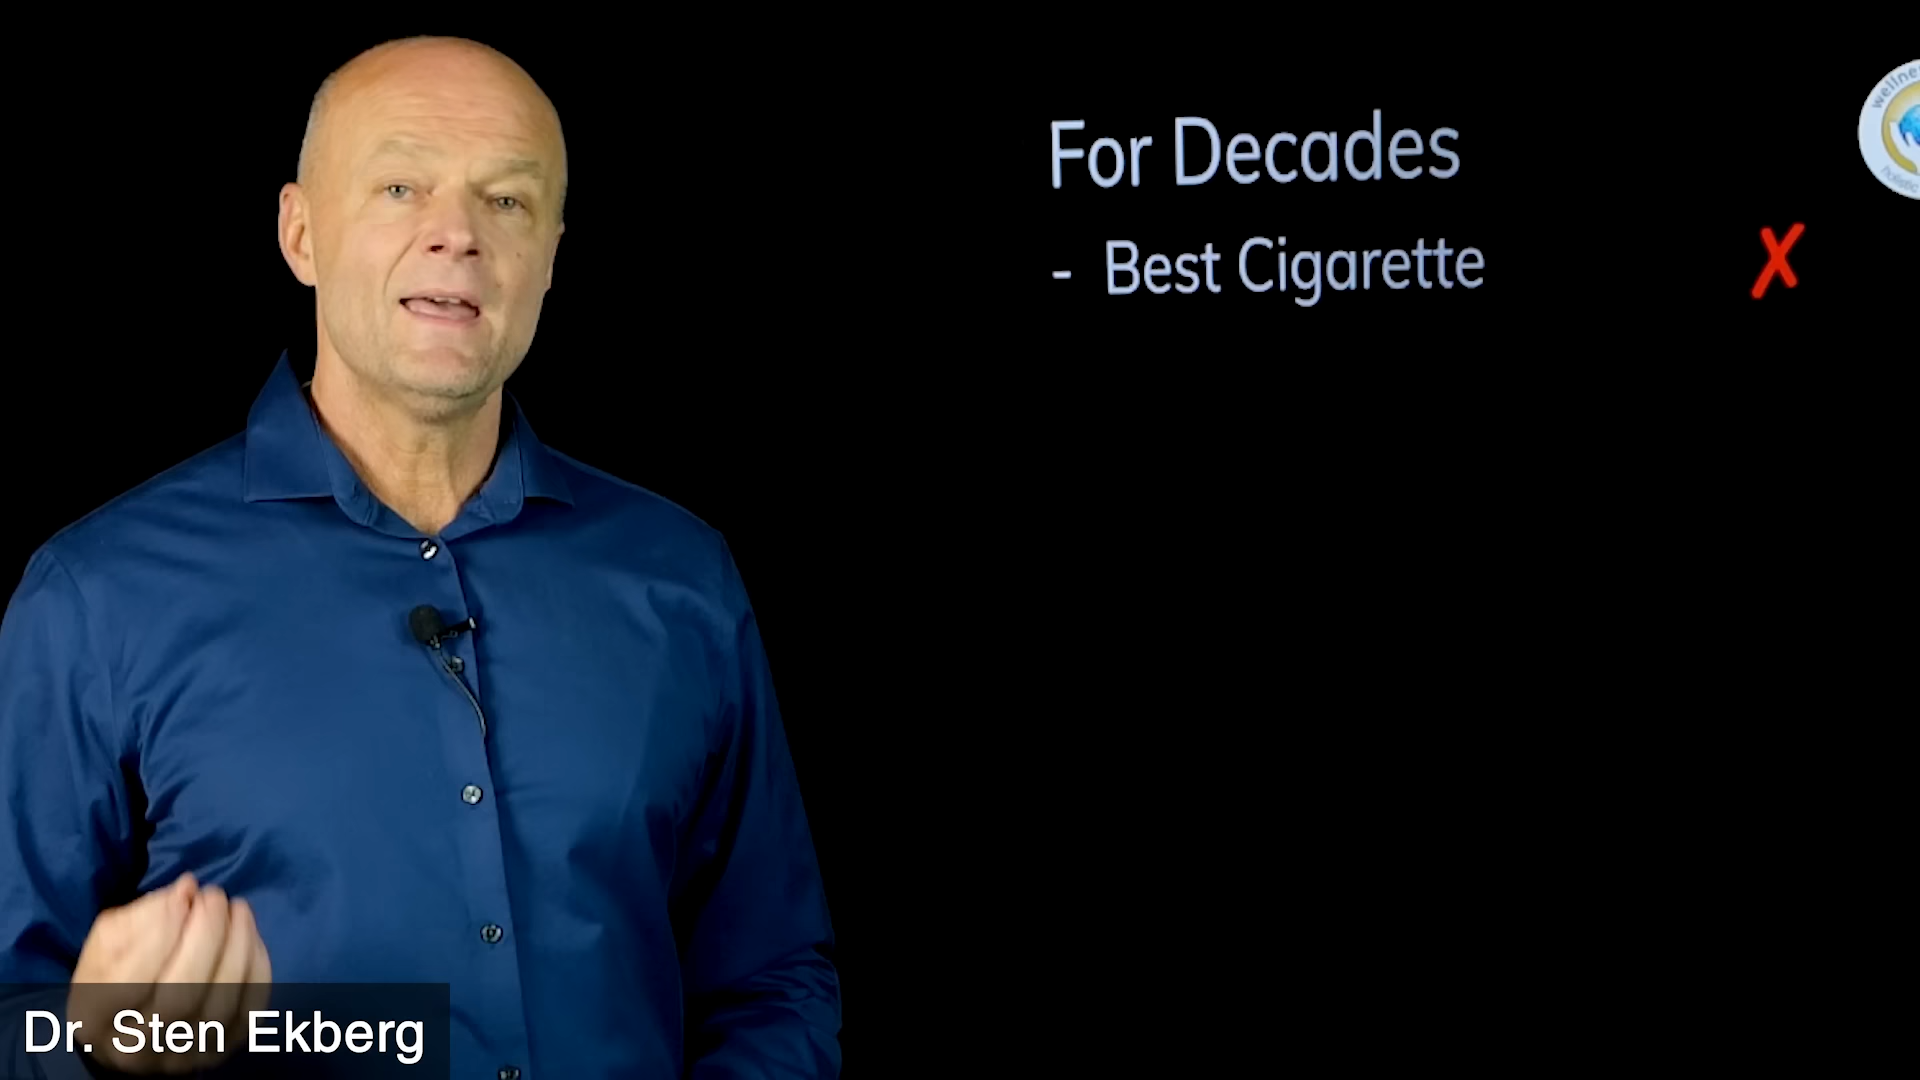 For Decades
- Best Cigarette
X
Dr. Sten Ekberg